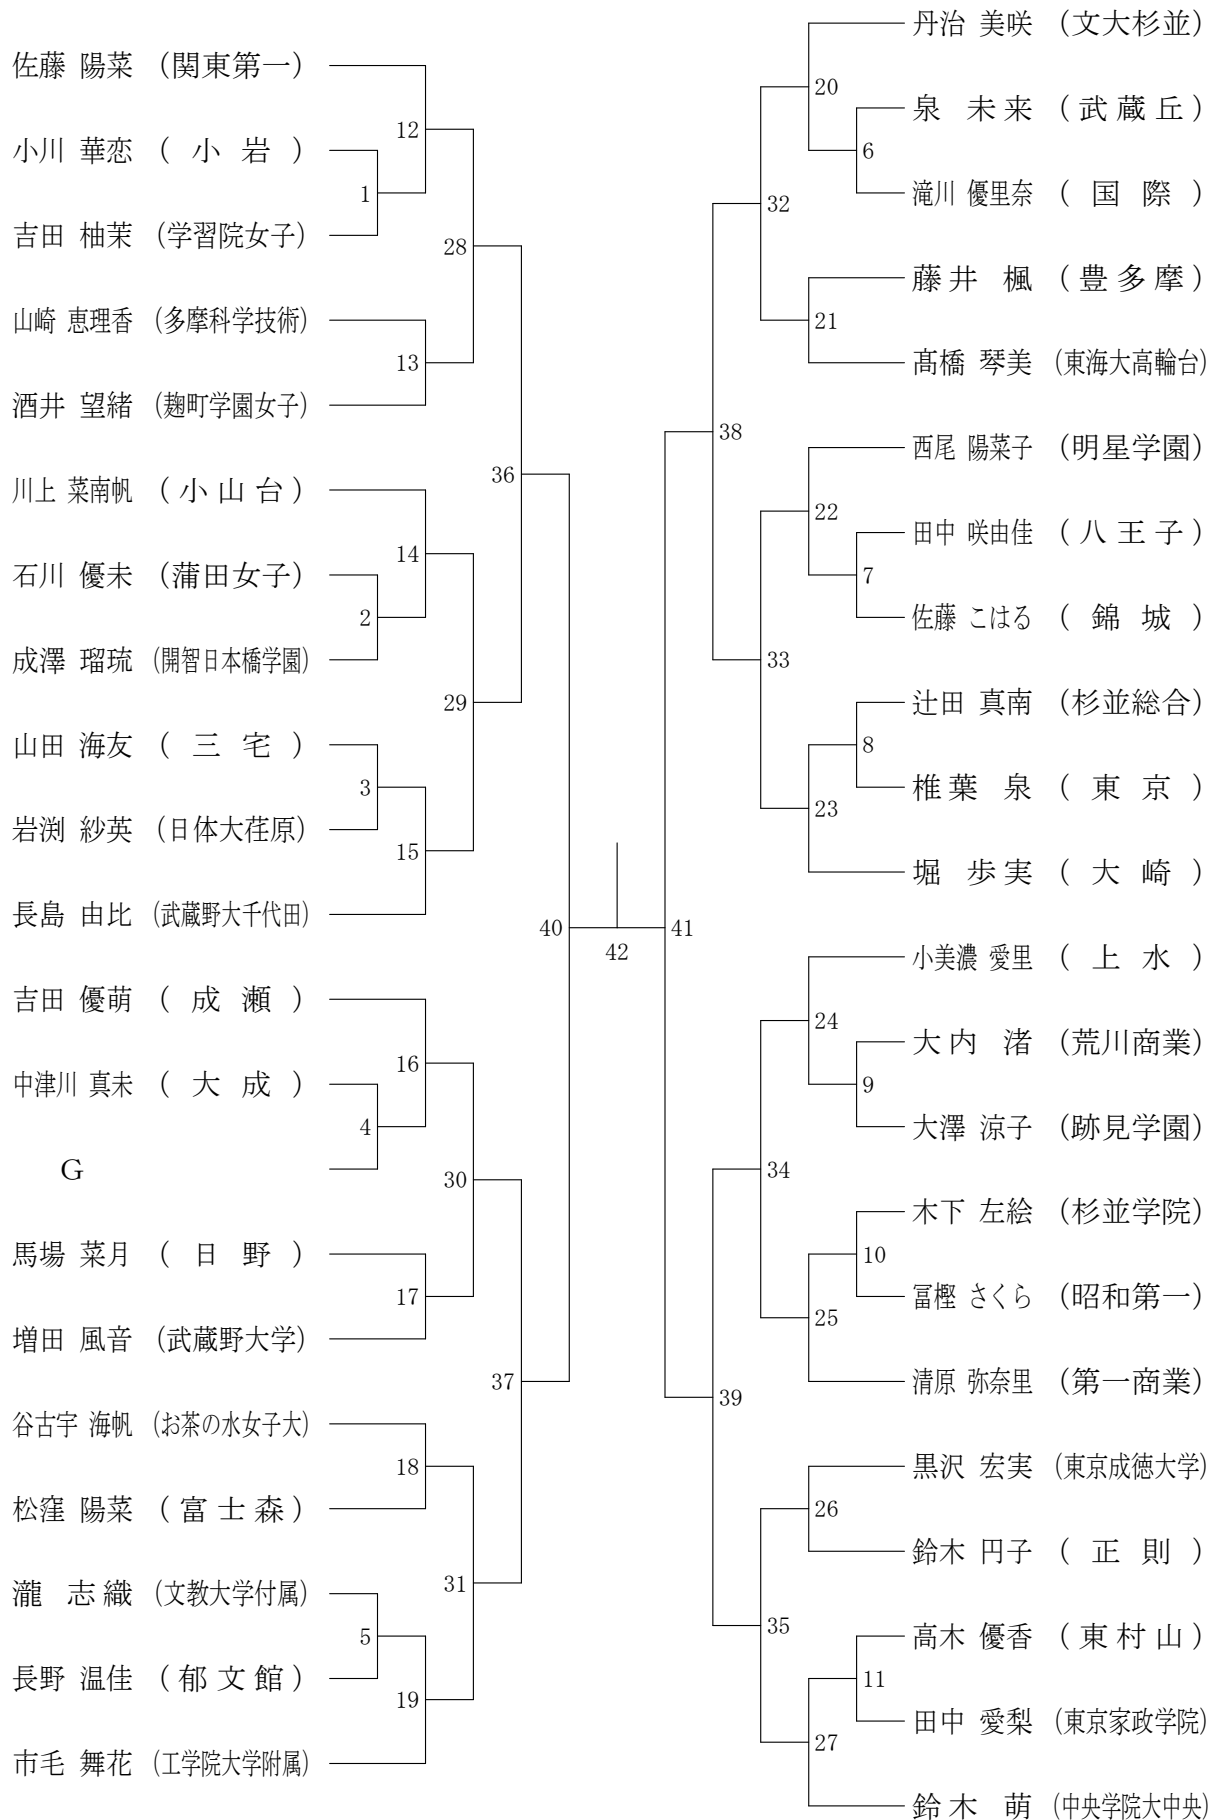 佐藤 陽菜 (関東第一)
小川 華恋 (小岩)
吉田 柚茉 (学習院女子)
山崎 恵理香 (多摩科学技術)
酒井 望緒 (麹町学園女子)
川上 菜南帆 (小山台)
石川 優未 (蒲田女子)
成澤 瑠琉 (開智日本橋学園)
山田 海友 (三宅)
岩渕 紗英 (日体大荏原)
長島 由比 (武蔵野大千代田)
吉田 優萌 (成瀬)
中津川 真未 (大成)
G
馬場 菜月 (日野)
増田 風音 (武蔵野大学)
谷古宇 海帆 (お茶の水女子大)
松窪 陽菜 (富士森)
瀧 志織 (文教大学付属)
長野 温佳 (郁文館)
市毛 舞花 (工学院大学附属)
1
2
3
4
5
12
13
14
15
16
17
18
19
28
29
30
31
36
37
40
42
41
38
39
32
33
34
35
20
21
22
23
24
25
26
27
6
7
8
9
10
11
丹治 美咲 (文大杉並)
泉 未来 (武蔵丘)
滝川 優里奈 (国際)
藤井 楓 (豊多摩)
髙橋 琴美 (東海大高輪台)
西尾 陽菜子 (明星学園)
田中 咲由佳 (八王子)
佐藤 こはる (錦城)
辻田 真南 (杉並総合)
椎葉 泉 (東京)
堀 歩実 (大崎)
小美濃 愛里 (上水)
大内 渚 (荒川商業)
大澤 涼子 (跡見学園)
木下 左絵 (杉並学院)
冨樫 さくら (昭和第一)
清原 弥奈里 (第一商業)
黒沢 宏実 (東京成徳大学)
鈴木 円子 (正則)
高木 優香 (東村山)
田中 愛梨 (東京家政学院)
鈴木 萌 (中央学院大中央)